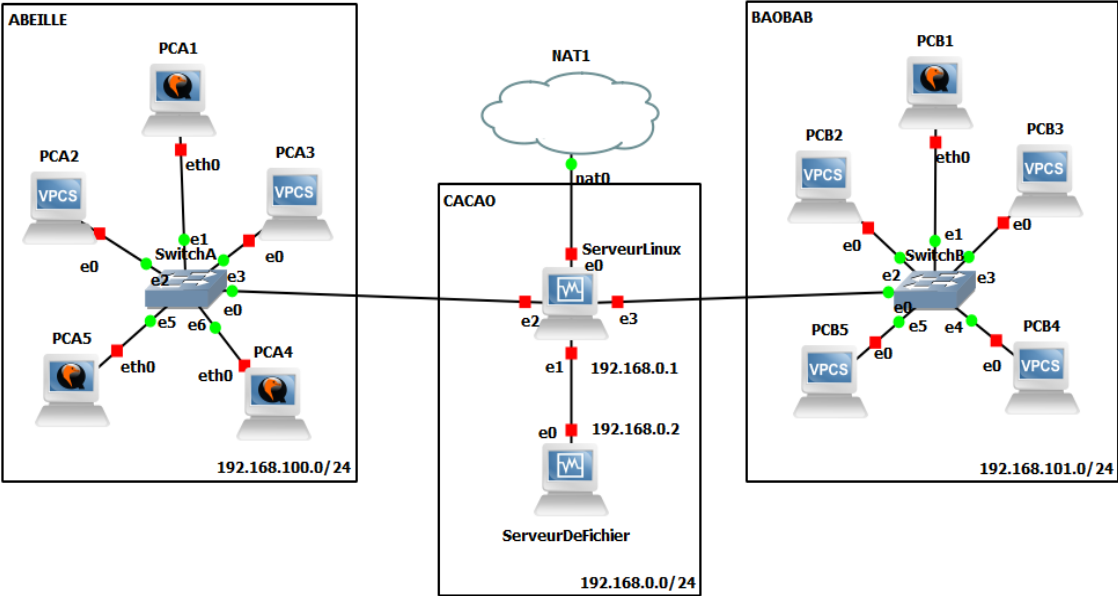 ABEILLE
PCA1
eth0
PCA2
VPCS
e0
PCA3
VPCS
e0
SwitchA
e1
e2
e3
e0
e5
e6
PCA5
eth0
PCA4
eth0
192.168.100.0/24
NAT1
nat0
CACAO
ServeurLinux
e0
e2
e3
e1
192.168.0.1
e0
192.168.0.2
ServeurDeFichier
192.168.0.0/24
BAOBAB
PCB1
eth0
PCB2
VPCS
e0
PCB3
VPCS
e0
e1
SwitchB
e2
e3
e0
e5
e4
PCB5
VPCS
e0
PCB4
VPCS
e0
192.168.101.0/24